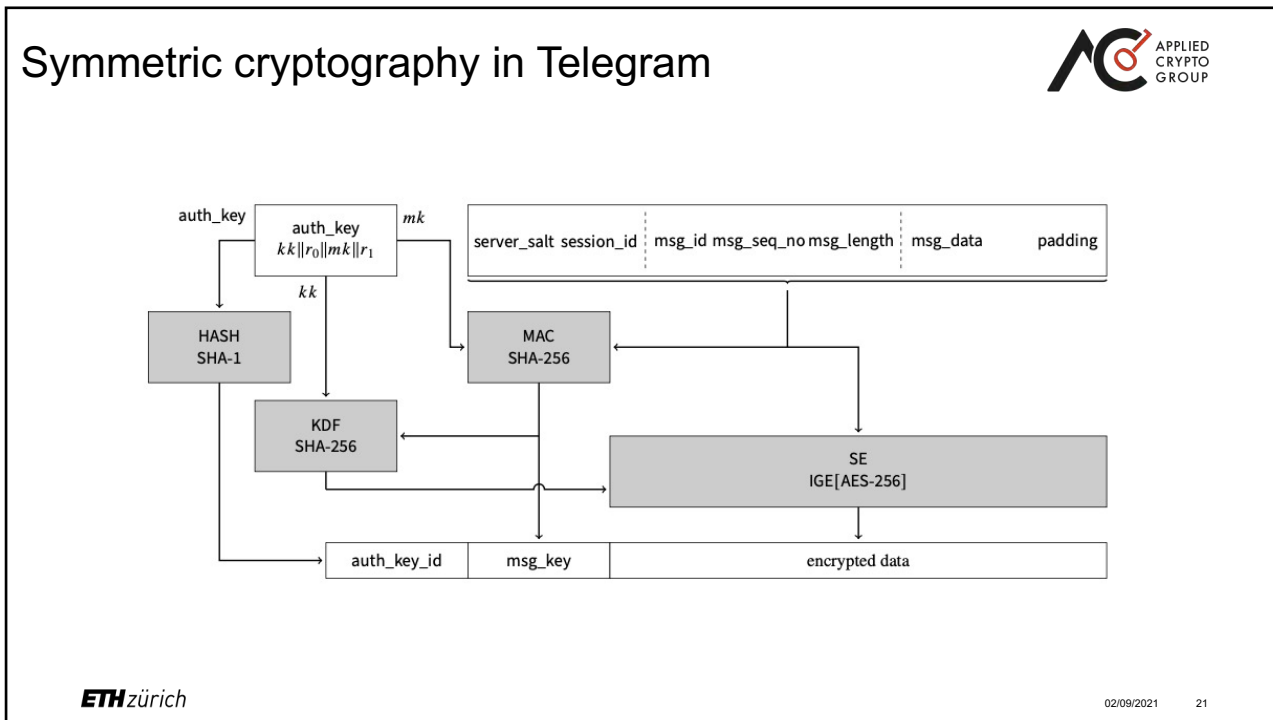 Symmetric cryptography in Telegram
APPLIED
CRYPTO
GROUP
auth_key
auth_key
kk||r₀||mk||r₁
mk
kk
server_salt session_id msg_id msg_seq_no msg_length msg_data padding
HASH
SHA-1
MAC
SHA-256
KDF
SHA-256
SE
IGE[AES-256]
auth_key_id
msg_key
encrypted data
ETH zürich
02/09/2021
21